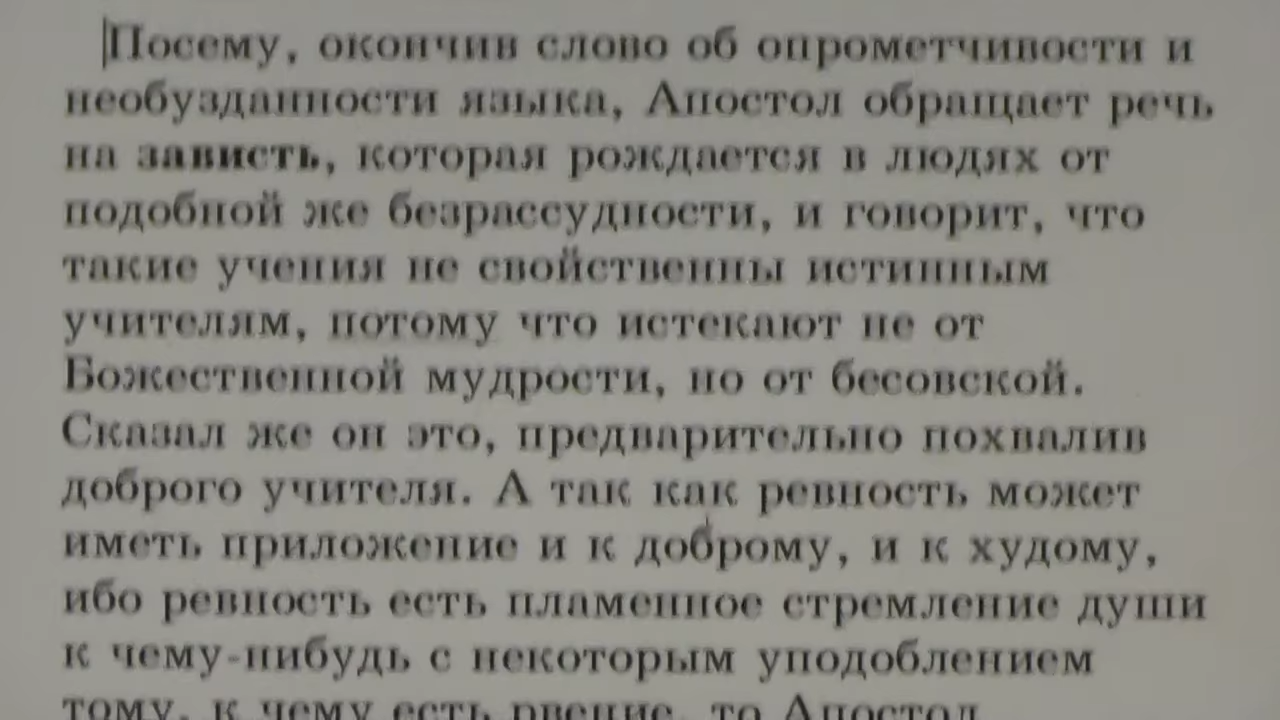 Посему, окончив слово об опрометчивости и
необузданности языка, Апостол обращает речь
на зависть, которая рождается в людях от
подобной же безрассудности, и говорит, что
такие учения не свойственны истинным
учителям, потому что истекают не от
Божественной мудрости, но от бесовской.
Сказал же он это, предварительно похвалив
доброго учителя. А так как ревность может
иметь приложение и к доброму, и к худому,
ибо ревность есть пламенное стремление души
к чему-нибудь с некоторым уподоблением
тому, к чему есть рвение, то Апостол